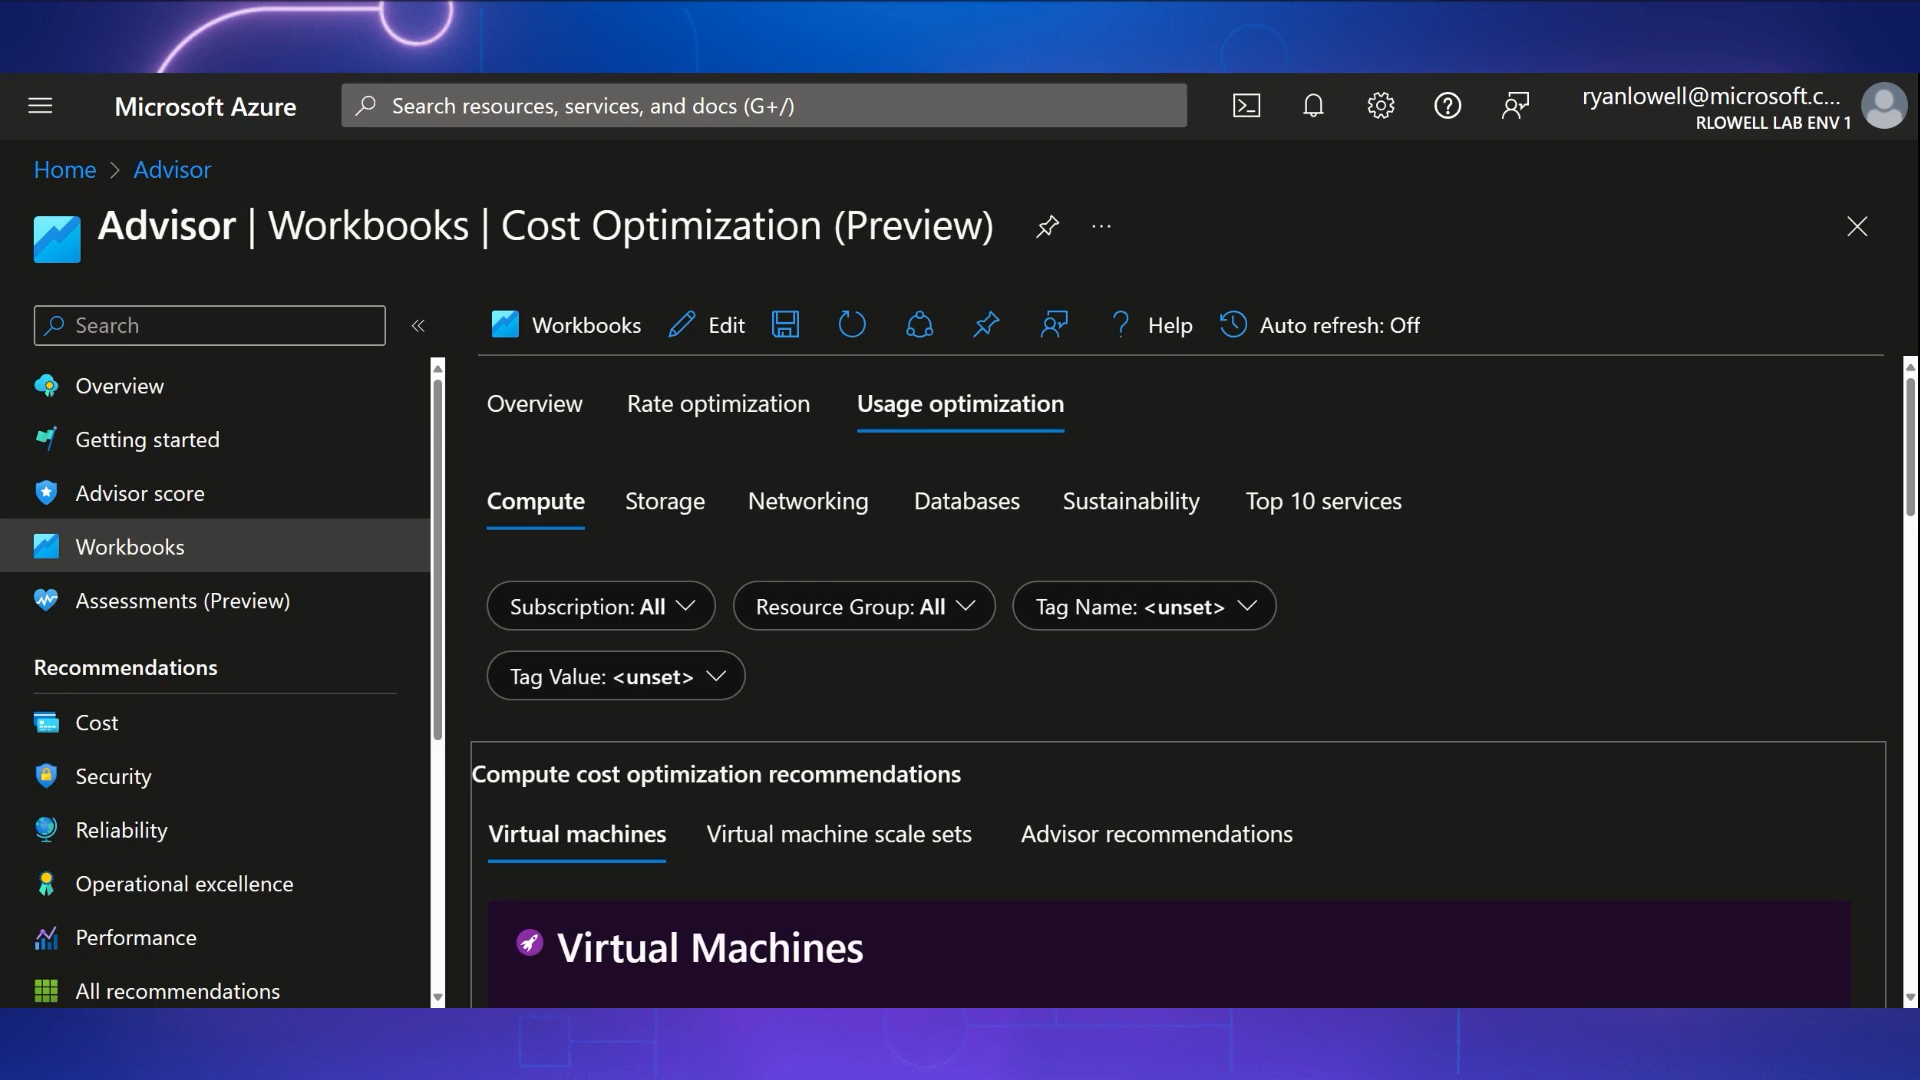 Microsoft Azure
Search resources, services, and docs (G+/)
ryanlowell@microsoft.c...
RLOWELL LAB ENV 1
Home > Advisor
Advisor | Workbooks | Cost Optimization (Preview)
Search
Workbooks
Edit
Help
Auto refresh: Off
Overview
Getting started
Advisor score
Workbooks
Assessments (Preview)
Recommendations
Cost
Security
Reliability
Operational excellence
Performance
All recommendations
Overview
Rate optimization
Usage optimization
Compute
Storage
Networking
Databases
Sustainability
Top 10 services
Subscription: All
Resource Group: All
Tag Name: <unset>
Tag Value: <unset>
Compute cost optimization recommendations
Virtual machines
Virtual machine scale sets
Advisor recommendations
Virtual Machines